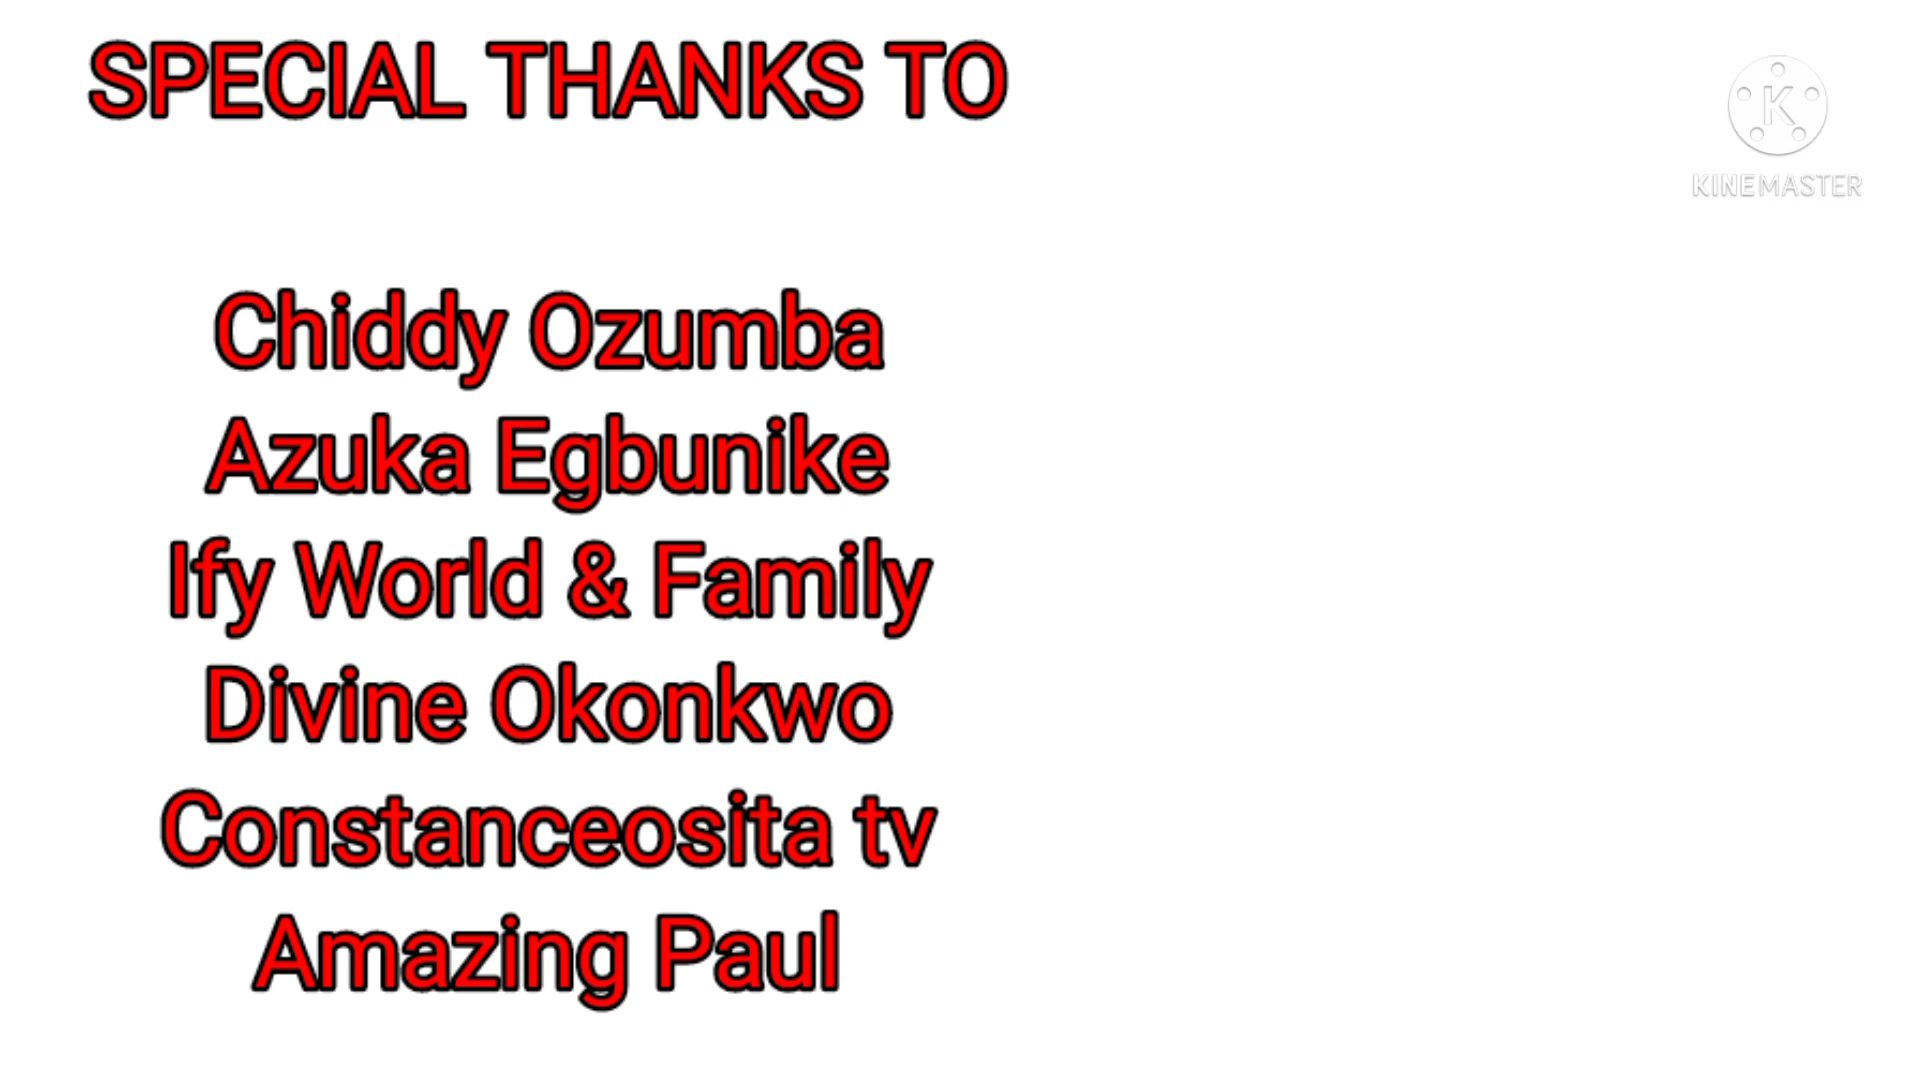 SPECIAL THANKS TO
K
KINEMASTER
Chiddy Ozumba
Azuka Egbunike
Ify World & Family
Divine Okonkwo
Constanceosita tv
Amazing Paul